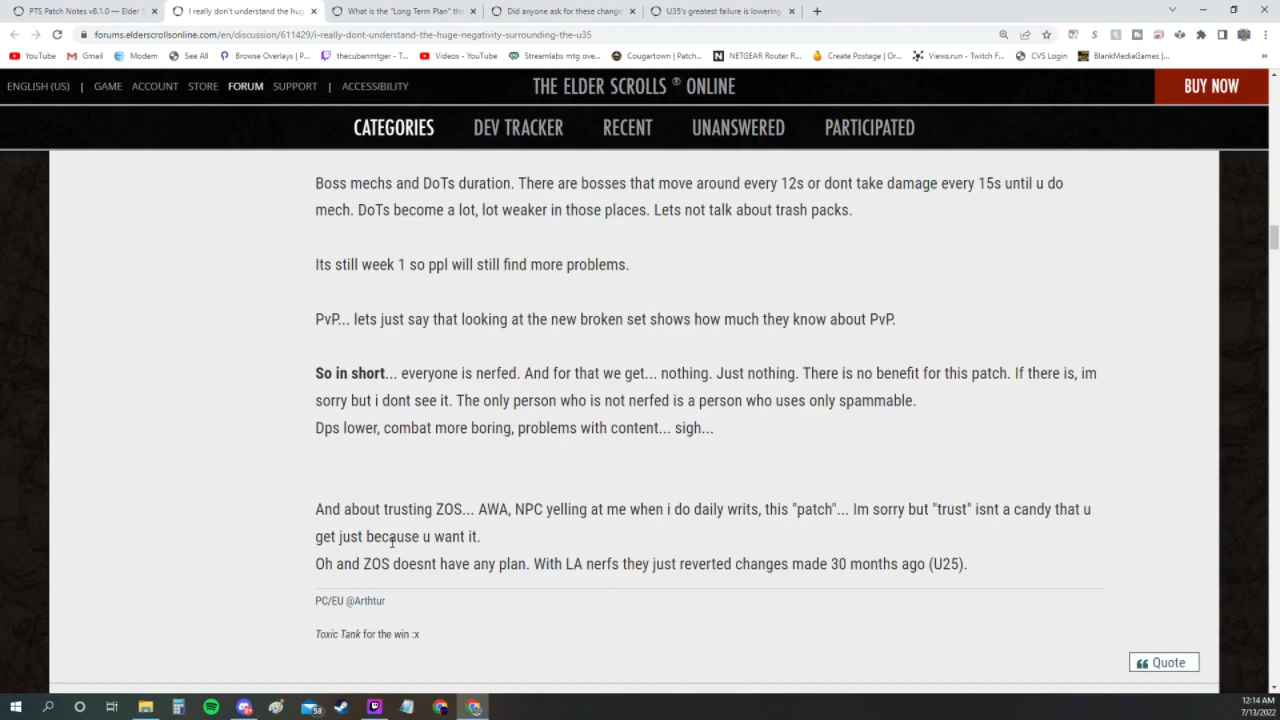 PTS Patch Notes v8.1.0 — Elder S
I really don't understand the hug
What is the "Long Term Plan" tha
Did anyone ask for these change
U35's greatest failure is lowering
forums.elderscrollsonline.com/en/discussion/611429/i-really-dont-understand-the-huge-negativity-surrounding-the-u35
YouTube
Gmail
Modem
See All
Browse Overlays | P...
thecubanmtger - T...
Videos - YouTube
Streamlabs mtg ove...
Cougartown | Patch...
NETGEAR Router R...
Create Postage | Or...
Views.run - Twitch F...
CVS Login
BlankMediaGames |...
»
ENGLISH (US) | GAME ACCOUNT STORE FORUM SUPPORT | ACCESSIBILITY
THE ELDER SCROLLS ® ONLINE
BUY NOW
CATEGORIES DEV TRACKER RECENT UNANSWERED PARTICIPATED
Boss mechs and DoTs duration. There are bosses that move around every 12s or dont take damage every 15s until u do
mech. DoTs become a lot, lot weaker in those places. Lets not talk about trash packs.
Its still week 1 so ppl will still find more problems.
PvP... lets just say that looking at the new broken set shows how much they know about PvP.
So in short... everyone is nerfed. And for that we get... nothing. Just nothing. There is no benefit for this patch. If there is, im
sorry but i dont see it. The only person who is not nerfed is a person who uses only spammable.
Dps lower, combat more boring, problems with content... sigh...
And about trusting ZOS... AWA, NPC yelling at me when i do daily writs, this "patch"... Im sorry but "trust" isnt a candy that u
get just because u want it.
Oh and ZOS doesnt have any plan. With LA nerfs they just reverted changes made 30 months ago (U25).
PC/EU @Arthtur
Toxic Tank for the win :x
Quote
58
12:14 AM
7/13/2022